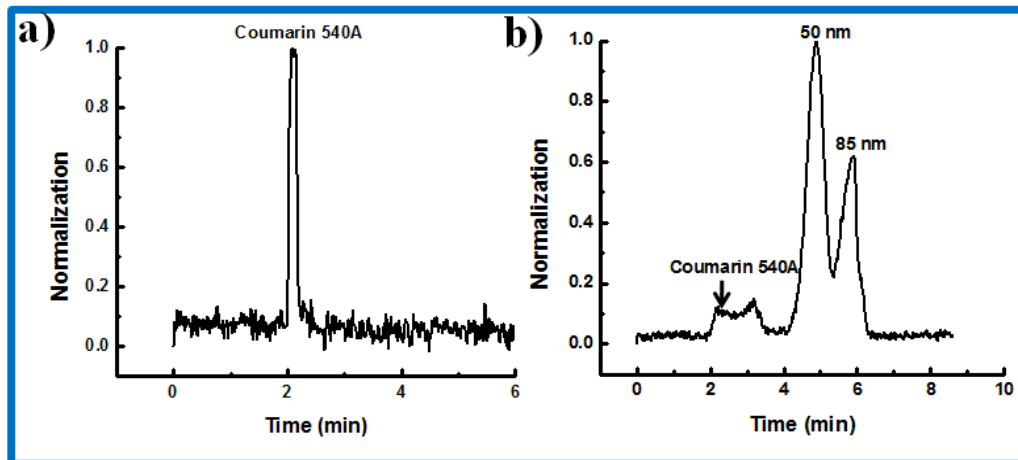 a)
Coumarin 540A
1.0
0.8
0.6
0.4
0.2
0.0
Normalization
0 2 4 6
Time (min)
b)
50 nm
85 nm
Coumarin 540A
1.0
0.8
0.6
0.4
0.2
0.0
Normalization
0 2 4 6 8 10
Time (min)